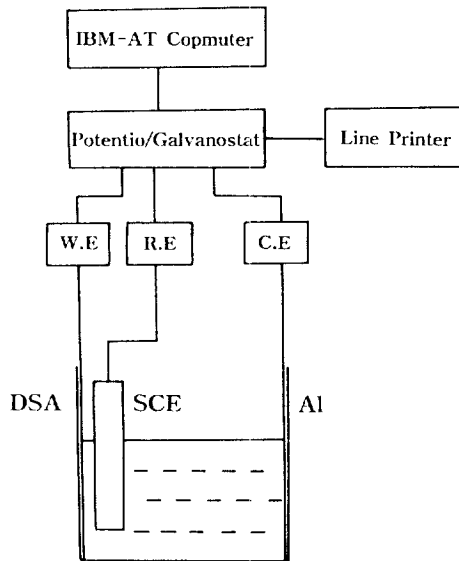 IBM-AT Copmuter
Potentio/Galvanostat
Line Printer
W.E
R.E
C.E
DSA
SCE
Al